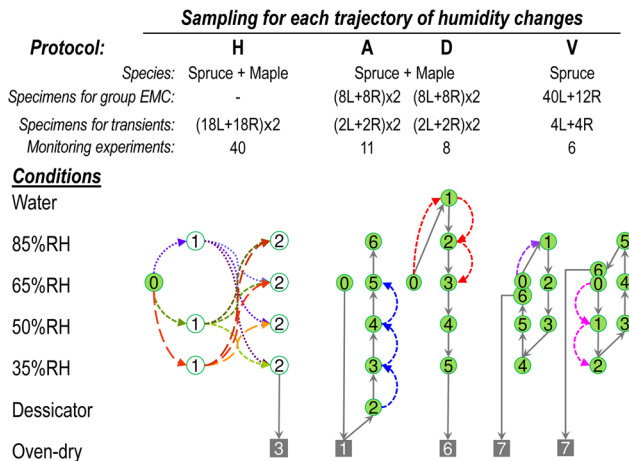 Sampling for each trajectory of humidity changes
Protocol: H A D V
Species: Spruce + Maple Spruce + Maple Spruce
Specimens for group EMC: - (8L+8R)x2 (8L+8R)x2 40L+12R
Specimens for transients: (18L+18R)x2 (2L+2R)x2 (2L+2R)x2 4L+4R
Monitoring experiments: 40 11 8 6
Conditions
Water 1
85%RH 1 2 6 2 1 5
65%RH 0 2 0 5 0 3 0 2 6 0 4
6
50%RH 1 2 4 4 5 3 1 3
35%RH 1 2 3 5 4 2
Dessicator 2
Oven-dry 3 1 6 7 7